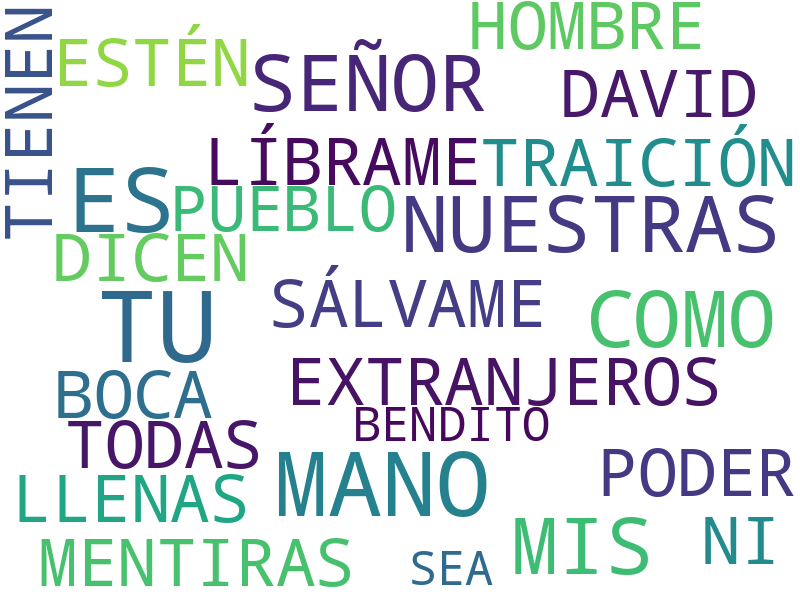 HOMBRE
TIENEN
ESTÉN
SEÑOR
DAVID
LÍBRAME
TRAICIÓN
ES
PUEBLO
NUESTRAS
DICEN
SÁLVAME
TU
COMO
EXTRANJEROS
BOCA
BENDITO
TODAS
MANO
PODER
LLENAS
MIS
NI
MENTIRAS
SEA